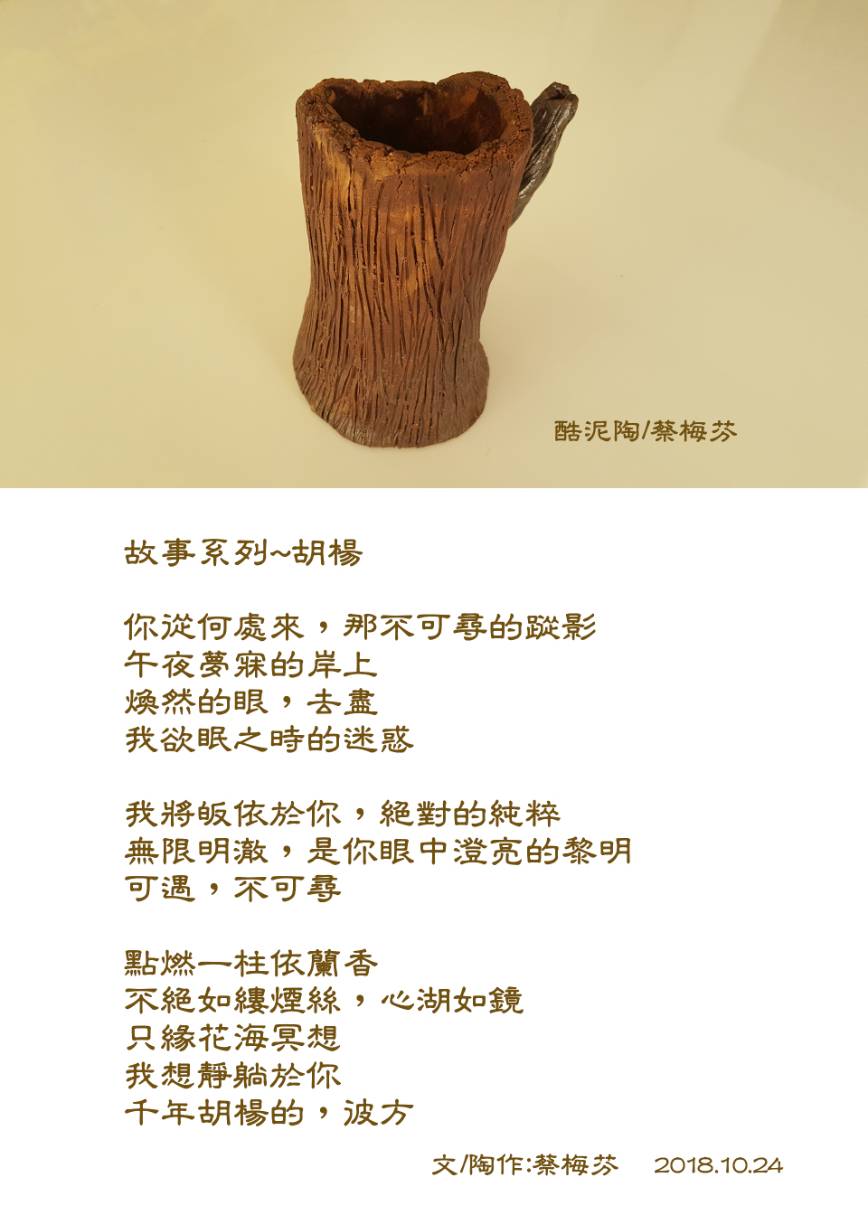 酷泥陶/蔡梅芬
故事系列~胡楊
你從何處來，那不可尋的蹤影
午夜夢寐的岸上
煥然的眼，去盡
我欲眠之時的迷惑
我將皈依於你，絕對的純粹
無限明澈，是你眼中澄亮的黎明
可遇，不可尋
點燃一柱依蘭香
不絕如縷煙絲，心湖如鏡
只緣花海冥想
我想靜躺於你
千年胡楊的，波方
文/陶作:蔡梅芬 2018.10.24